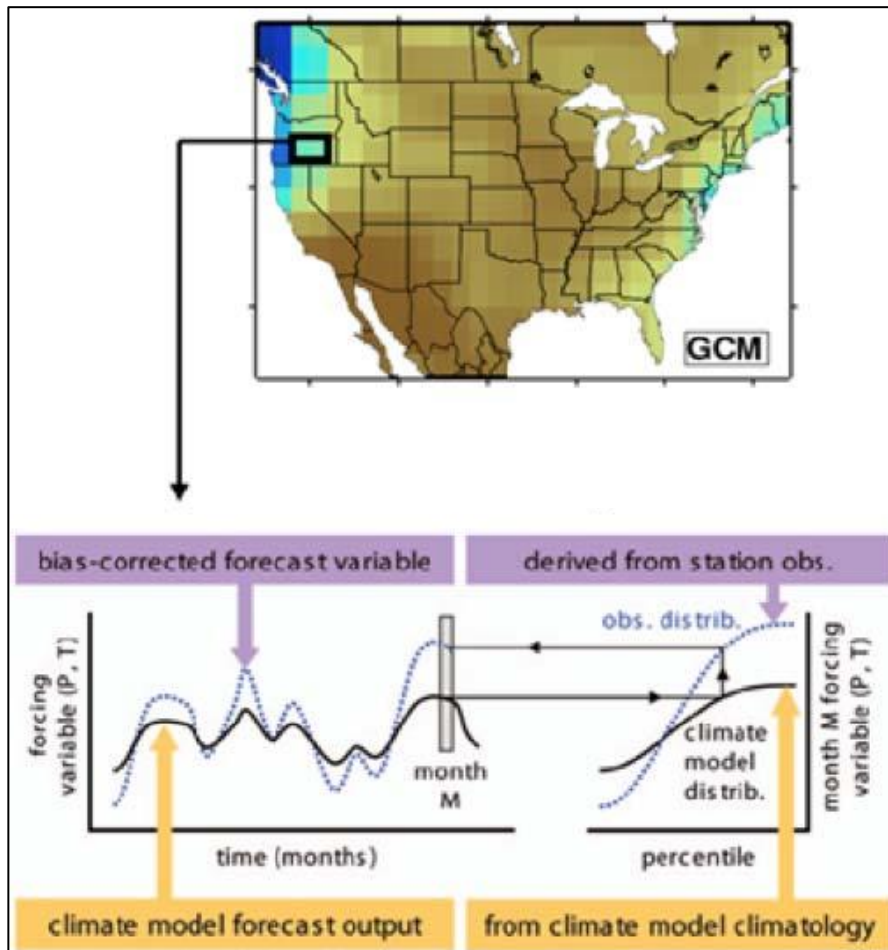 GCM
bias-corrected forecast variable
derived from station obs.
forcing
variable (P, T)
obs. distrib.
month
M
climate
model
distrib.
month M forcing
variable (P, T)
time (months)
percentile
climate model forecast output
from climate model climatology